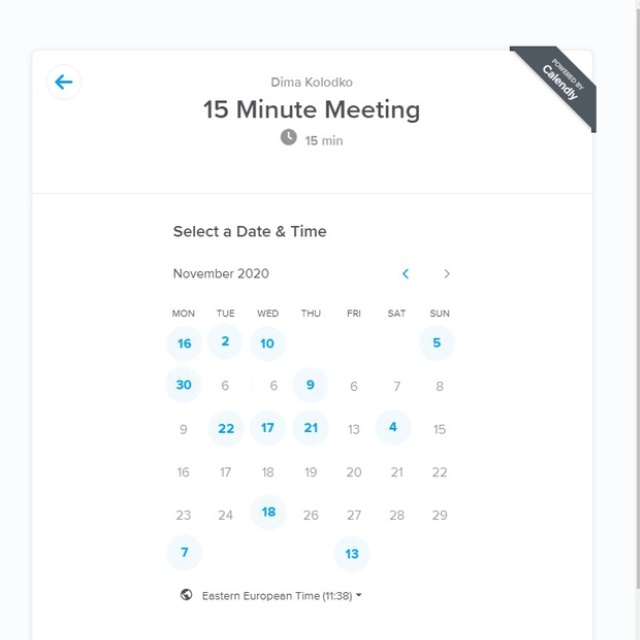 POWERED BY
Calendly
Dima Kolodko
15 Minute Meeting
15 min
Select a Date & Time
November 2020
MON TUE WED THU FRI SAT SUN
16 2 10 5
30 6 6 9 6 7 8
9 22 17 21 13 4 15
16 17 18 19 20 21 22
23 24 18 26 27 28 29
7 13
Eastern European Time (11:38)